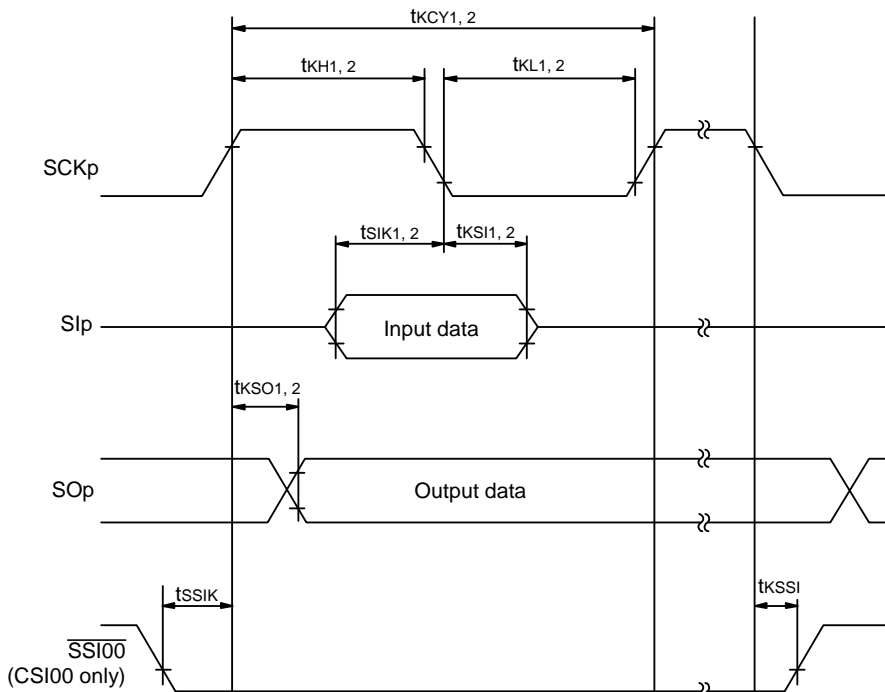 tKCY1, 2
tKH1, 2
tKL1, 2
SCKp
tSIK1, 2
tKSI1, 2
SIp
Input data
tKSO1, 2
SOp
Output data
tSSIK
tKSSI
SSI00
(CSI00 only)